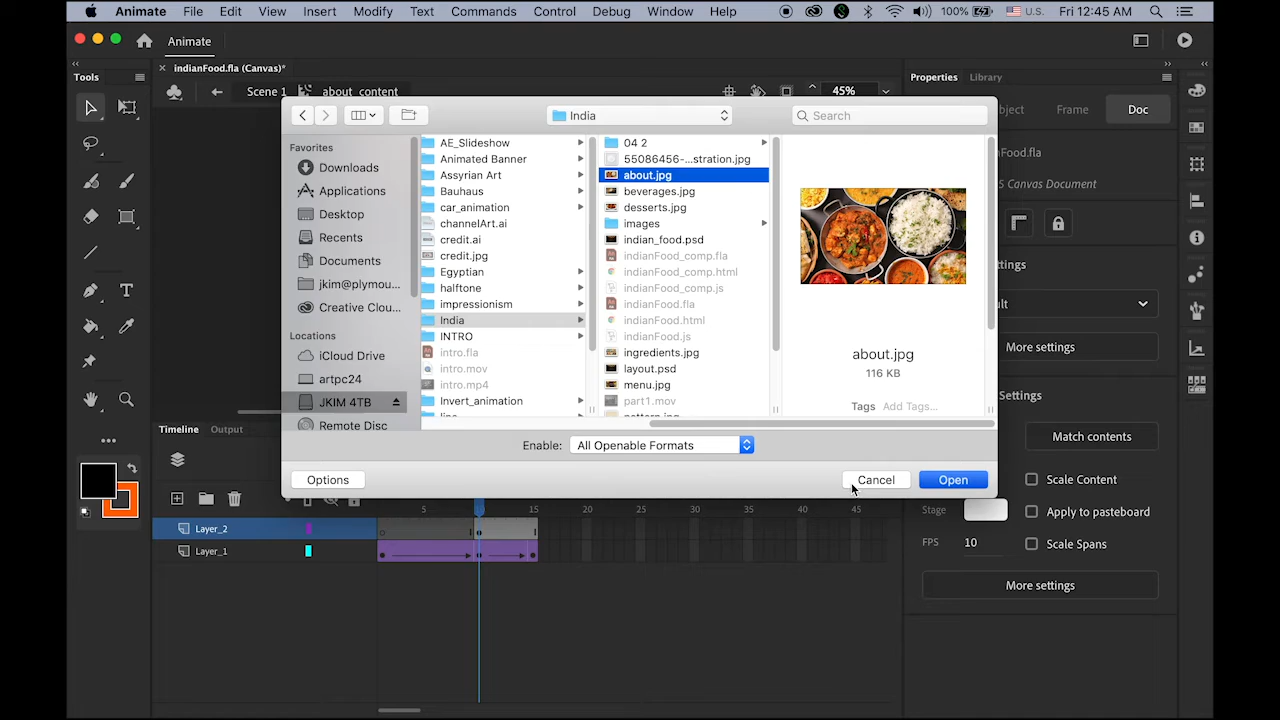 Animate File Edit View Insert Modify Text Commands Control Debug Window Help 100% U.S. Fri 12:45 AM
Animate
Tools
indianFood.fla (Canvas)*
Properties Library
Scene 1 about_content 45%
Object Frame Doc
India
Search
Favorites
Downloads
Applications
Desktop
Recents
Documents
jkim@plymou...
Creative Clou...
Locations
iCloud Drive
artpc24
JKIM 4TB
Remote Disc
AE_Slideshow
Animated Banner
Assyrian Art
Bauhaus
car_animation
channelArt.ai
credit.ai
credit.jpg
Egyptian
halftone
impressionism
India
INTRO
intro.fla
intro.mov
intro.mp4
Invert_animation
04 2
55086456-...stration.jpg
about.jpg
beverages.jpg
desserts.jpg
images
indian_food.psd
indianFood_comp.fla
indianFood_comp.html
indianFood_comp.js
indianFood.fla
indianFood.html
indianFood.js
ingredients.jpg
layout.psd
menu.jpg
part1.mov
about.jpg
116 KB
Tags Add Tags...
Enable: All Openable Formats
Options Cancel Open
Food.fla
S Canvas Document
ttings
ult
More settings
Settings
Match contents
Scale Content
Stage Apply to pasteboard
FPS 10 Scale Spans
More settings
Timeline Output
5 10 15 20 25 30 35 40 45
Layer_2
Layer_1